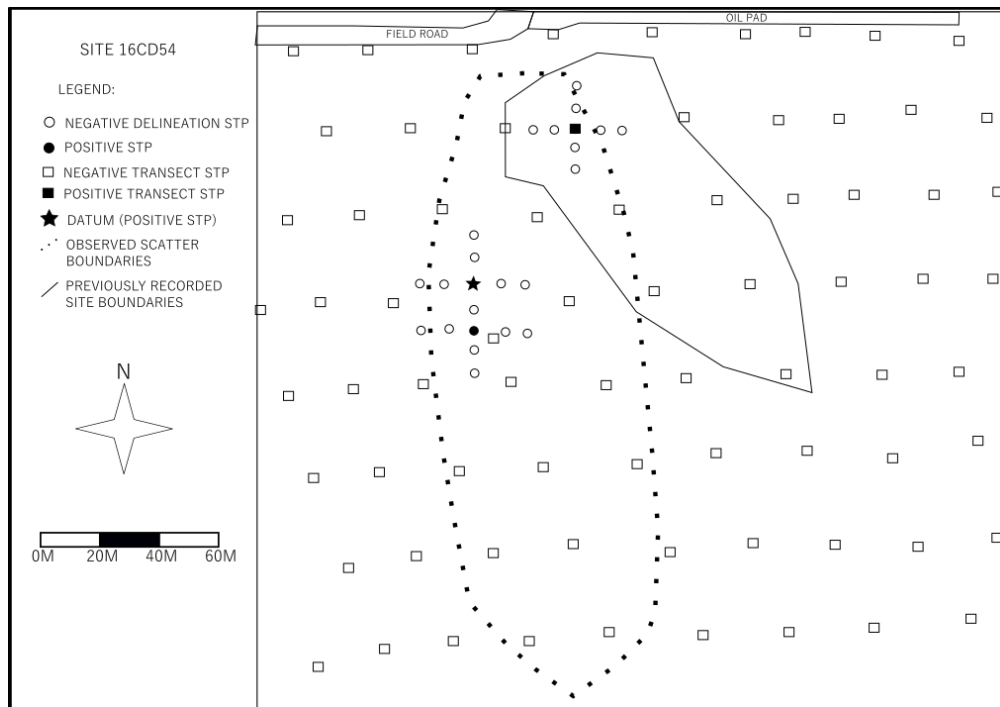 FIELD ROAD
OIL PAD
SITE 16CD54
LEGEND:
NEGATIVE DELINEATION STP
POSITIVE STP
NEGATIVE TRANSECT STP
POSITIVE TRANSECT STP
DATUM (POSITIVE STP)
OBSERVED SCATTER
BOUNDARIES
PREVIOUSLY RECORDED
SITE BOUNDARIES
N
0M 20M 40M 60M